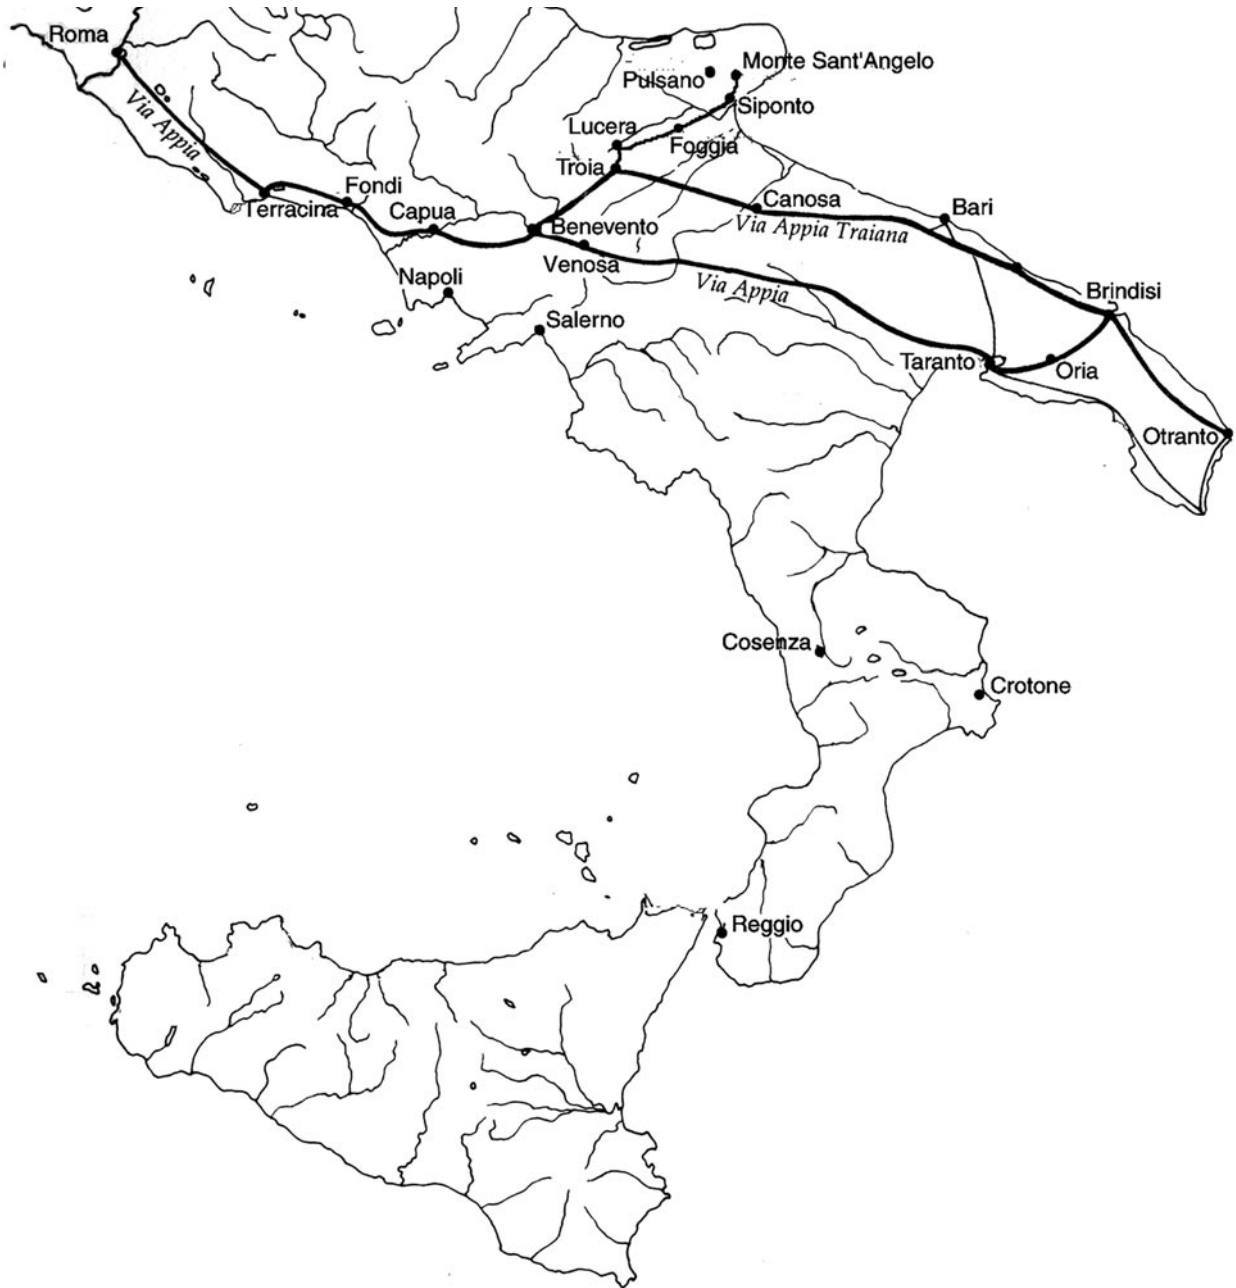 Roma
Monte Sant'Angelo
Pulsano
Siponto
Via Appia
Lucera
Foggia
Troia
Fondi
Terracina
Canosa
Bari
Capua
Benevento
Via Appia Traiana
Venosa
Napoli
Via Appia
Brindisi
Salerno
Taranto
Oria
Otranto
Cosenza
Crotone
Reggio